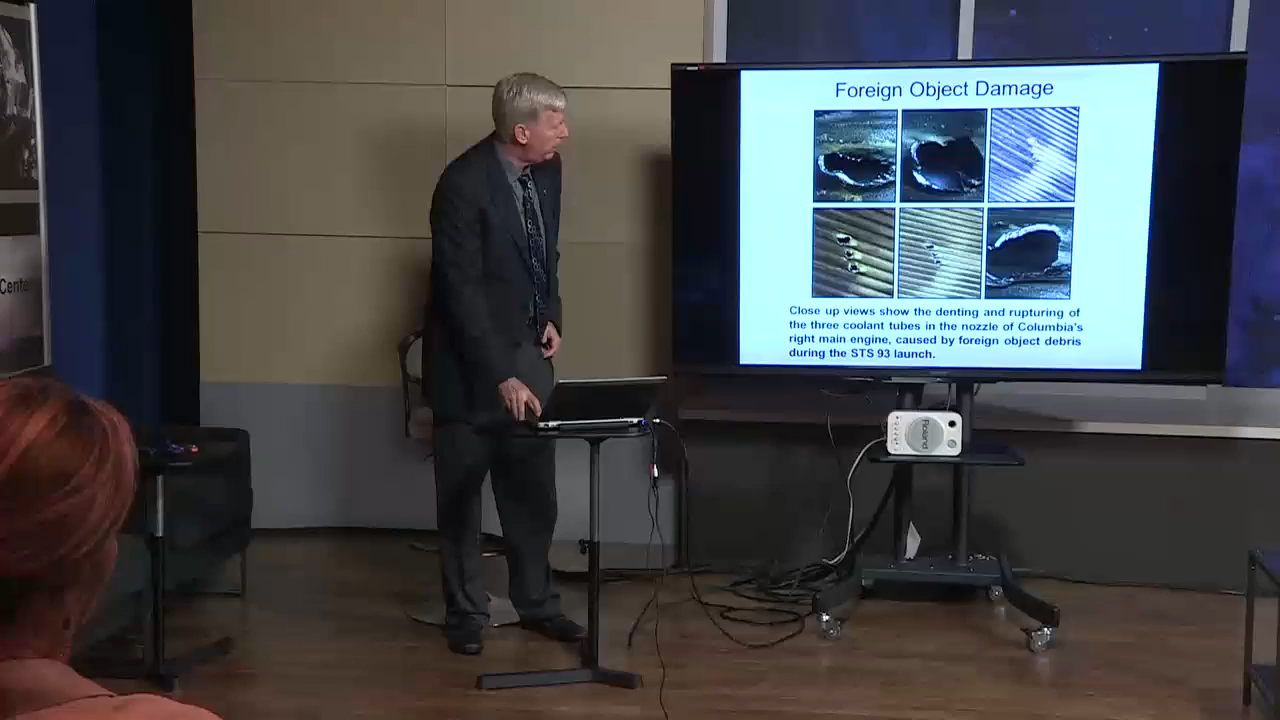 Foreign Object Damage
Close up views show the denting and rupturing of
the three coolant tubes in the nozzle of Columbia's
right main engine, caused by foreign object debris
during the STS 93 launch.
Cente
Roland